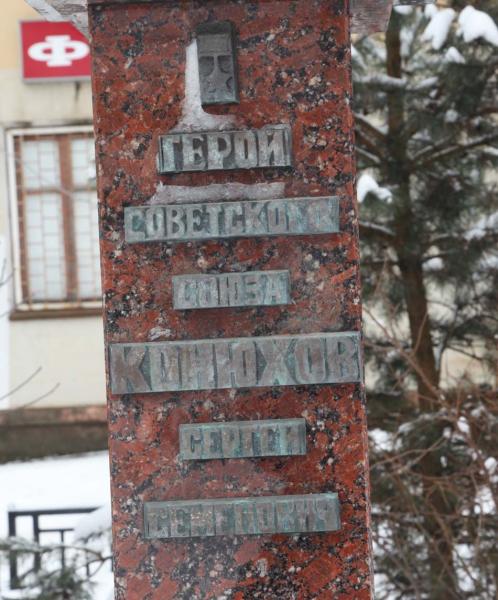 Ф
ГЕРОЙ
СОВЕТСКОГО
СОЮЗА
КОНЮХОВ
СЕРГЕЙ
СЕМЕНОВИЧ